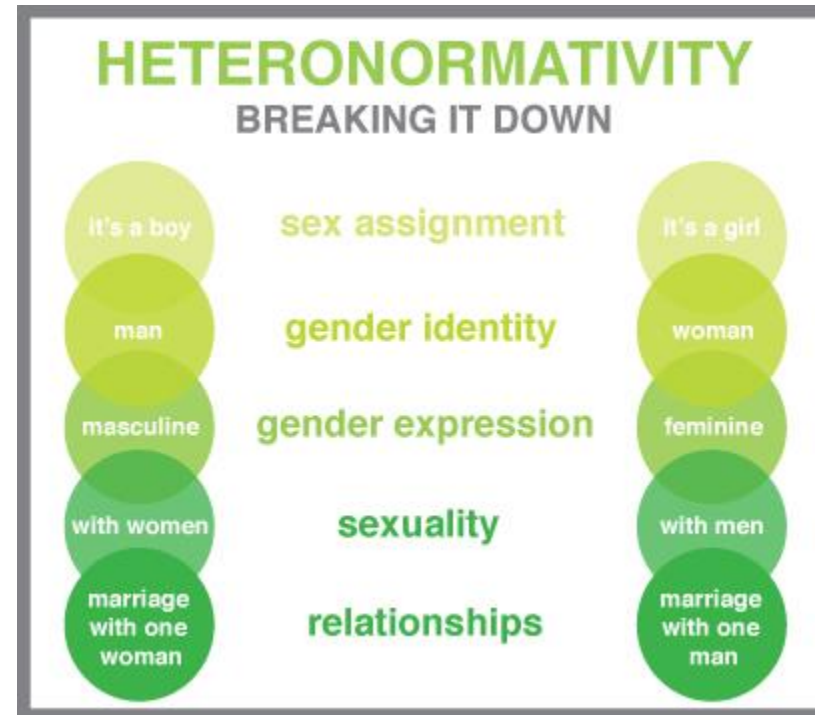 HETERONORMATIVITY
BREAKING IT DOWN
it's a boy
sex assignment
it's a girl
man
gender identity
woman
masculine
gender expression
feminine
with women
sexuality
with men
marriage
with one
woman
relationships
marriage
with one
man